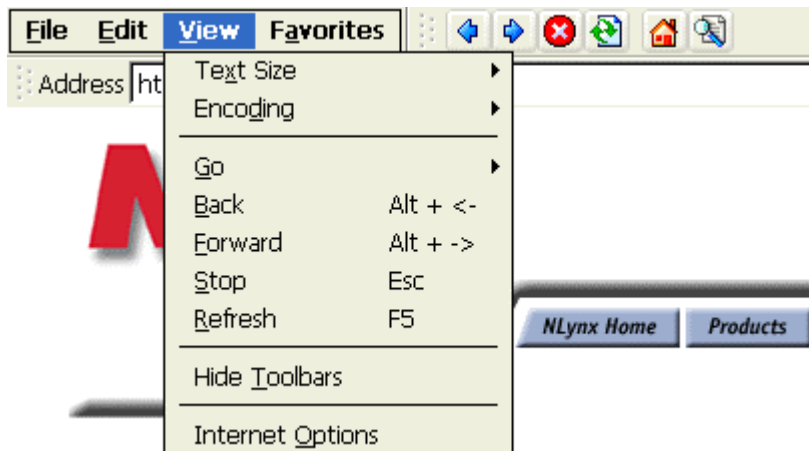 File Edit View Favorites
Address ht
Text Size
Encoding
Go
Back Alt + <-
Forward Alt + ->
Stop Esc
Refresh F5
NLynx Home Products
Hide Toolbars
Internet Options